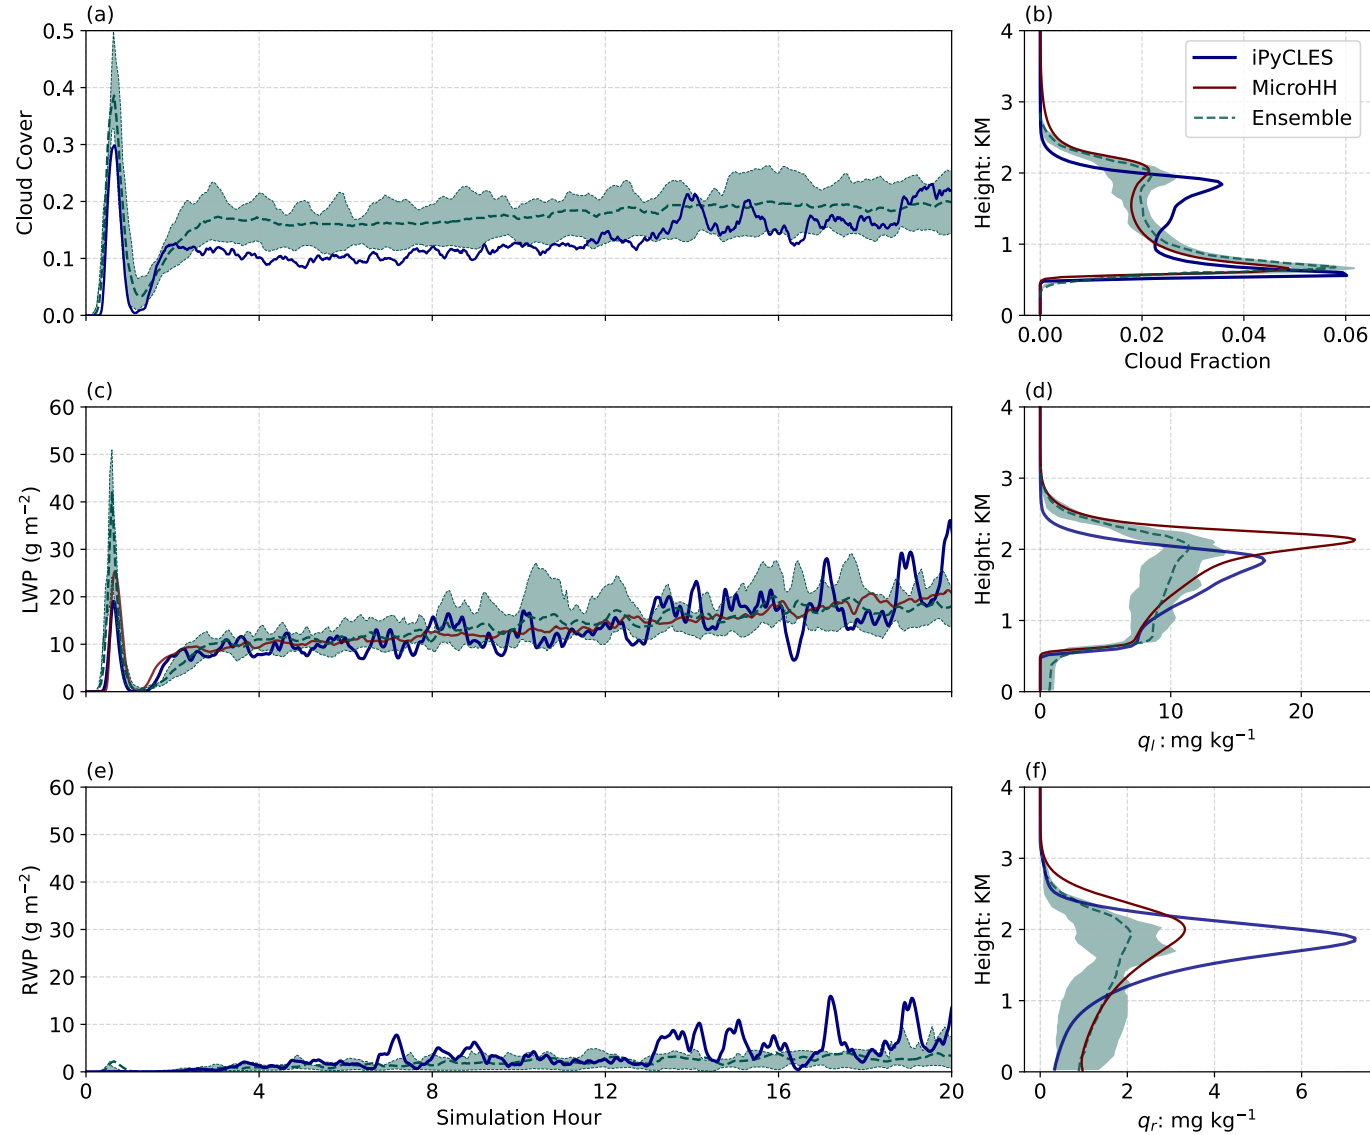 (a)
0.5
0.4
0.3
0.2
0.1
0.0
Cloud Cover
(b)
4
3
2
1
0
Height: KM
iPyCLES
MicroHH
Ensemble
0.00 0.02 0.04 0.06
Cloud Fraction
(c)
60
50
40
30
20
10
0
LWP (g m⁻²)
(d)
4
3
2
1
0
Height: KM
0 10 20
qₗ : mg kg⁻¹
(e)
60
50
40
30
20
10
0
RWP (g m⁻²)
0 4 8 12 16 20
Simulation Hour
(f)
4
3
2
1
0
Height: KM
0 2 4 6
qᵣ: mg kg⁻¹